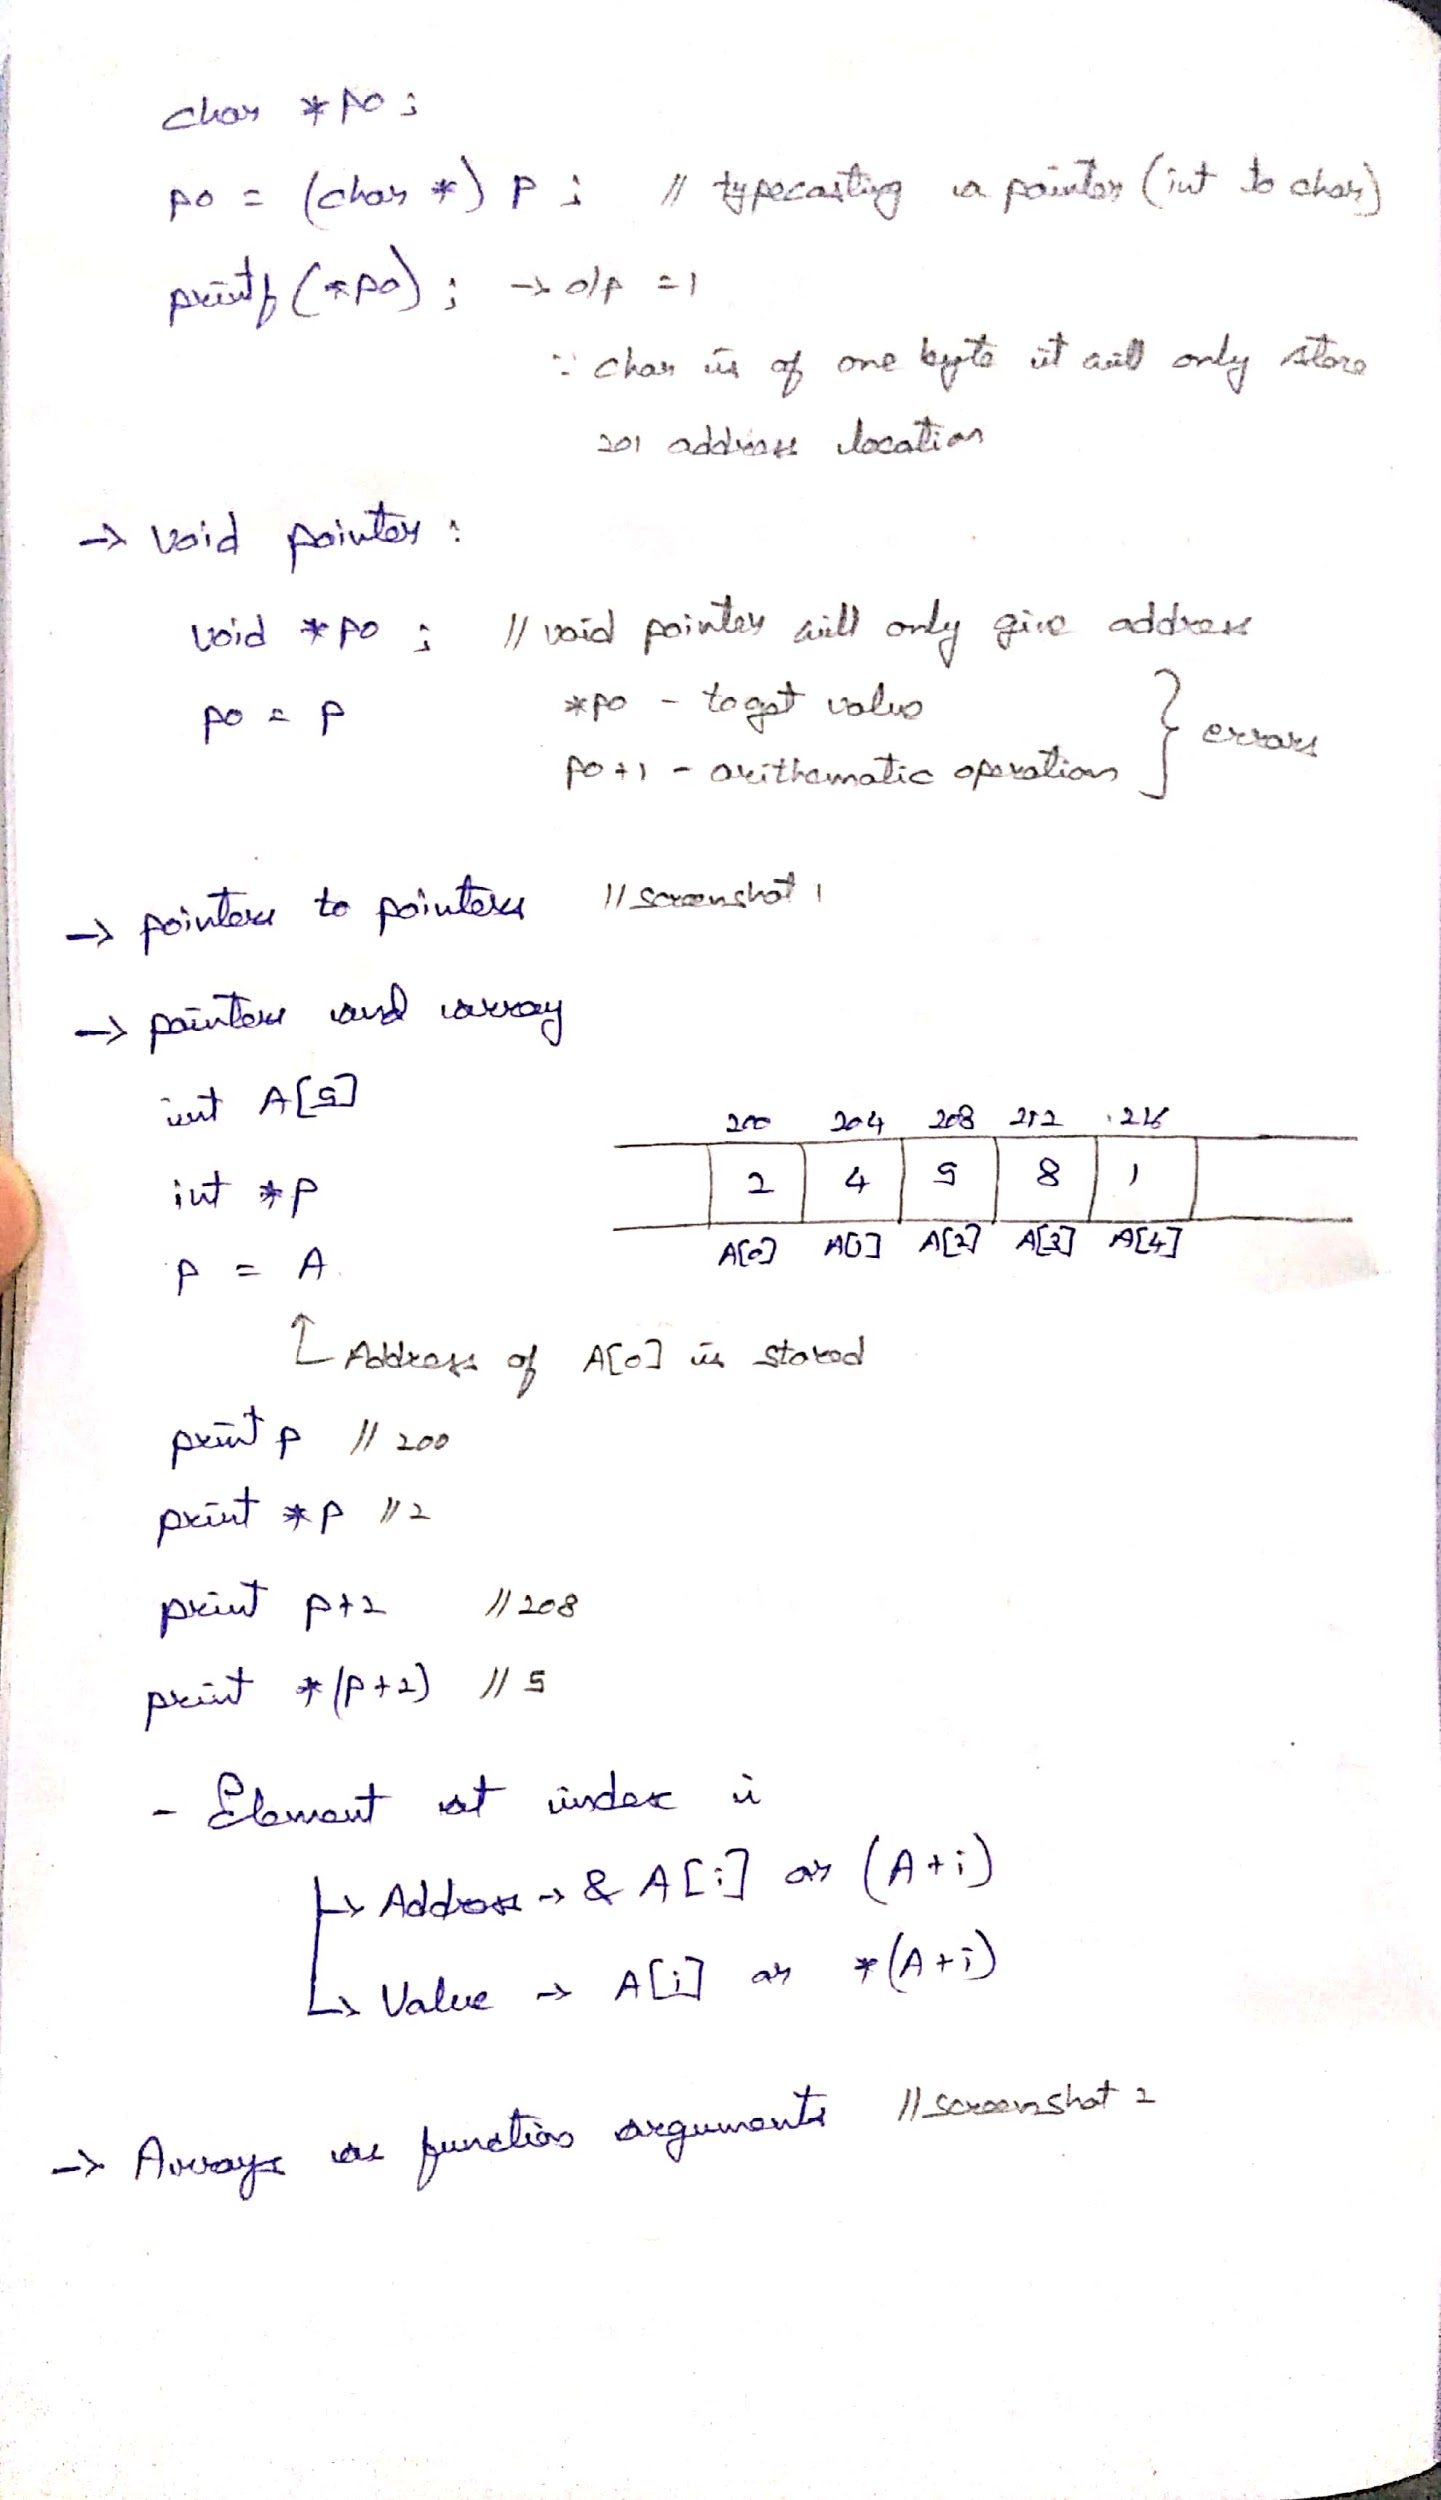 char *po ;
po = (char *) p ; // typecasting a pointer (int to char)
printf (*po) ; → o/p = 1
∵ char is of one byte it will only store
201 address location
→ void pointer :
void *po ; // void pointer will only give address
po = p *po - to get value } errors
po+1 - arithematic operations
→ pointers to pointers // screenshot 1
→ pointers and array
int A[5]
200 204 208 212 216
int *p
2 4 5 8 1
A[0] A[1] A[2] A[3] A[4]
p = A
↑ Address of A[0] is stored
print p // 200
print *p // 2
print p+2 // 208
print *(p+2) // 5
- Element at index i
↳ Address → & A[i] or (A+i)
↳ Value → A[i] or *(A+i)
→ Arrays as function arguments // screenshot 2